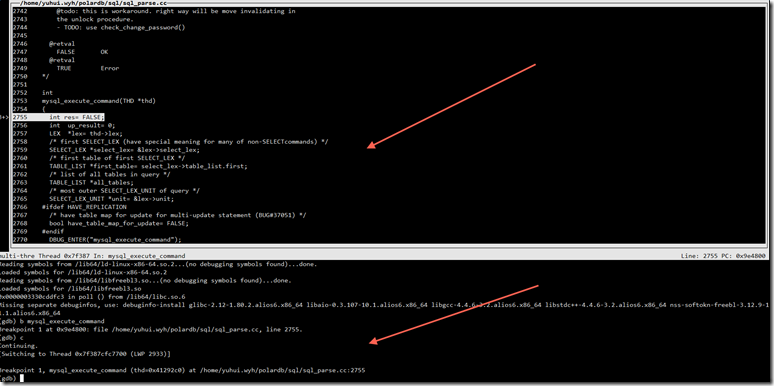 /home/yuhui.wyh/polardb/sql/sql_parse.cc
2742 @todo: this is workaround. right way will be move invalidating in
2743 the unlock procedure.
2744 - TODO: use check_change_password()
2745
2746 @retval
2747 FALSE OK
2748 @retval
2749 TRUE Error
2750 */
2751
2752 int
2753 mysql_execute_command(THD *thd)
2754 {
2755 int res= FALSE;
2756 int up_result= 0;
2757 LEX *lex= thd->lex;
2758 /* first SELECT_LEX (have special meaning for many of non-SELECTcommands) */
2759 SELECT_LEX *select_lex= &lex->select_lex;
2760 /* first table of first SELECT_LEX */
2761 TABLE_LIST *first_table= select_lex->table_list.first;
2762 /* list of all tables in query */
2763 TABLE_LIST *all_tables;
2764 /* most outer SELECT_LEX_UNIT of query */
2765 SELECT_LEX_UNIT *unit= &lex->unit;
2766 #ifdef HAVE_REPLICATION
2767 /* have table map for update for multi-update statement (BUG#37051) */
2768 bool have_table_map_for_update= FALSE;
2769 #endif
2770 DBUG_ENTER("mysql_execute_command");
multi-thre Thread 0x7f387 In: mysql_execute_command Line: 2755 PC: 0x9e4800
Reading symbols from /lib64/ld-linux-x86-64.so.2...(no debugging symbols found)...done.
Loaded symbols for /lib64/ld-linux-x86-64.so.2
Reading symbols from /lib64/libfreebl3.so...(no debugging symbols found)...done.
Loaded symbols for /lib64/libfreebl3.so
0x0000003330cddfc3 in poll () from /lib64/libc.so.6
Missing separate debuginfos, use: debuginfo-install glibc-2.12-1.80.2.alios6.x86_64 libaio-0.3.107-10.1.alios6.x86_64 libgcc-4.4.6-3.2.alios6.x86_64 libstdc++-4.4.6-3.2.alios6.x86_64 nss-softokn-freebl-3.12.9-11
.1.alios6.x86_64
(gdb) b mysql_execute_command
Breakpoint 1 at 0x9e4800: file /home/yuhui.wyh/polardb/sql/sql_parse.cc, line 2755.
(gdb) c
Continuing.
[Switching to Thread 0x7f387cfc7700 (LWP 2933)]

Breakpoint 1, mysql_execute_command (thd=0x41292c0) at /home/yuhui.wyh/polardb/sql/sql_parse.cc:2755
(gdb)